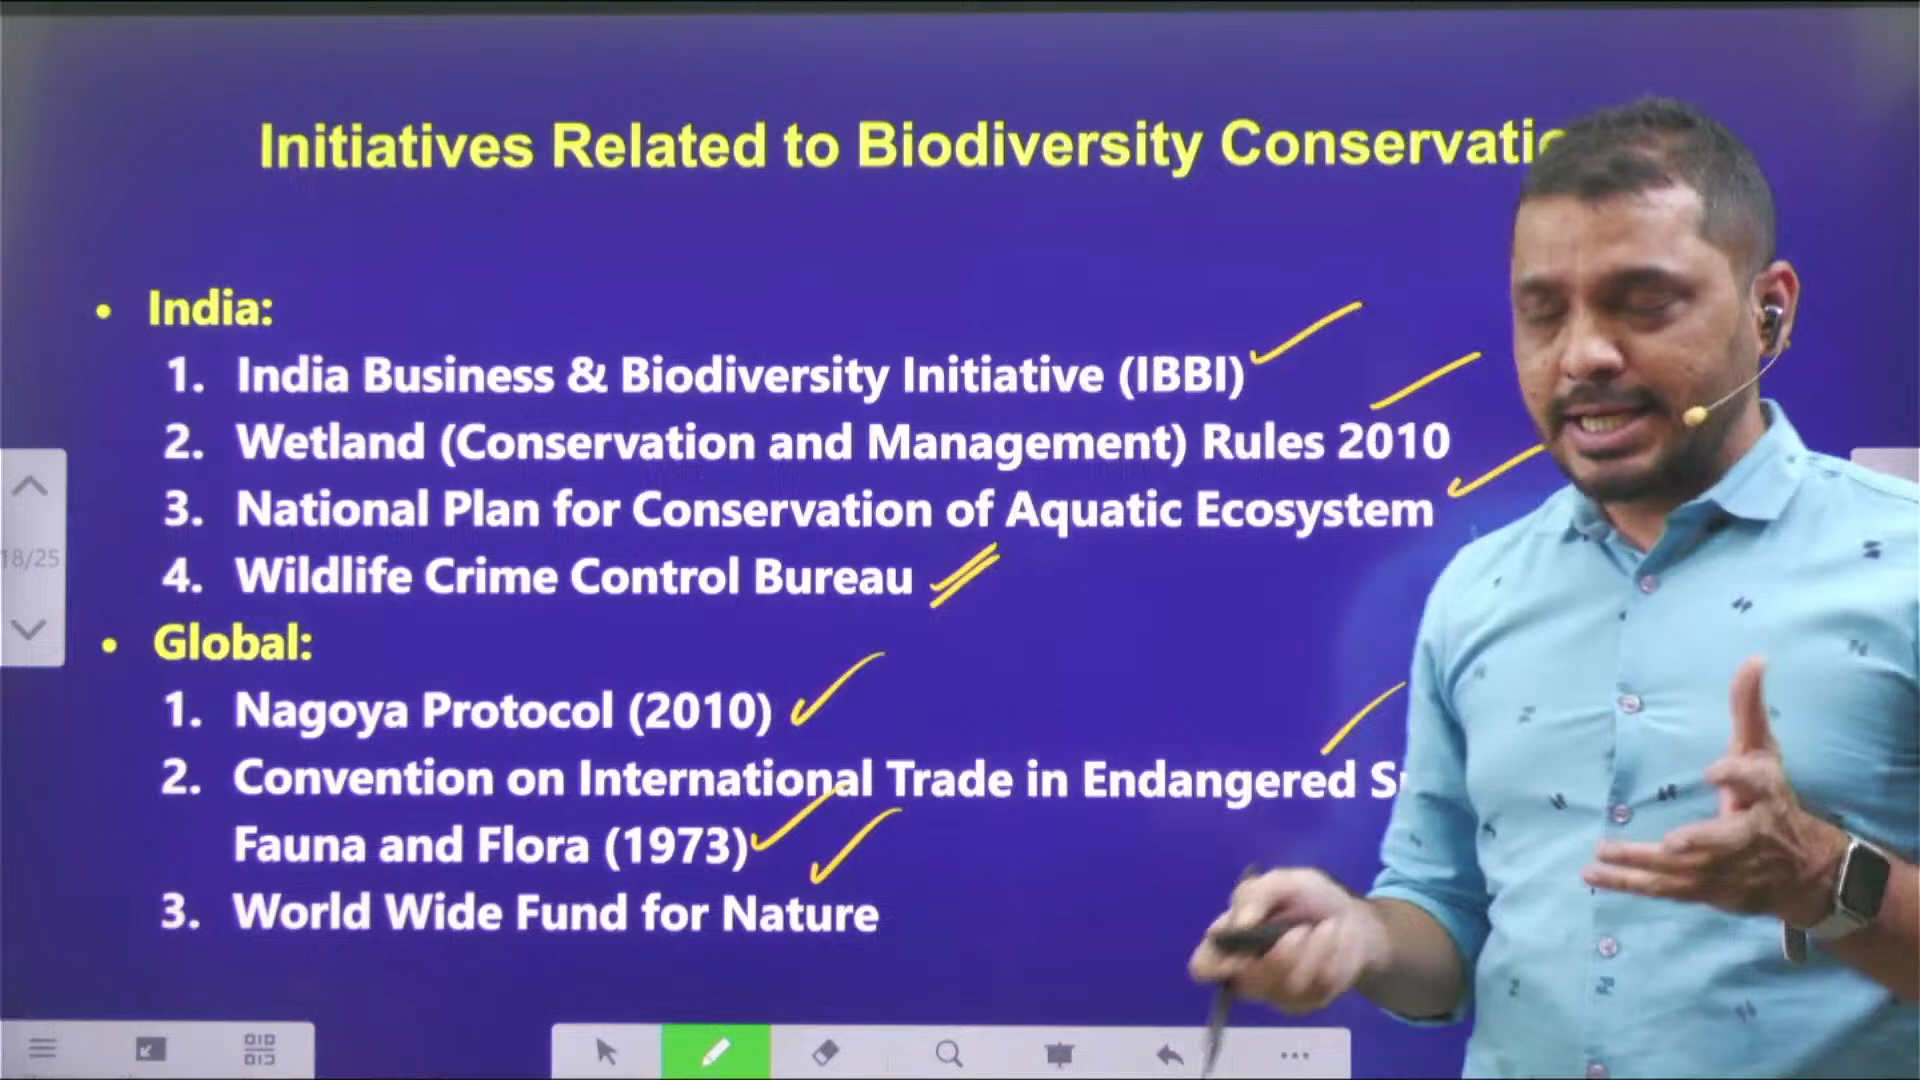 Initiatives Related to Biodiversity
• India:
1. India Business & Biodiversity Initiative (IBBI)
2. Wetland (Conservation and Management) Rules 2010
3. National Plan for Conservation of Aquatic Ecosystem
4. Wildlife Crime Control Bureau
• Global:
1. Nagoya Protocol (2010)
2. Convention on International Trade in Endangered
Fauna and Flora (1973)
3. World Wide Fund for Nature
18/25